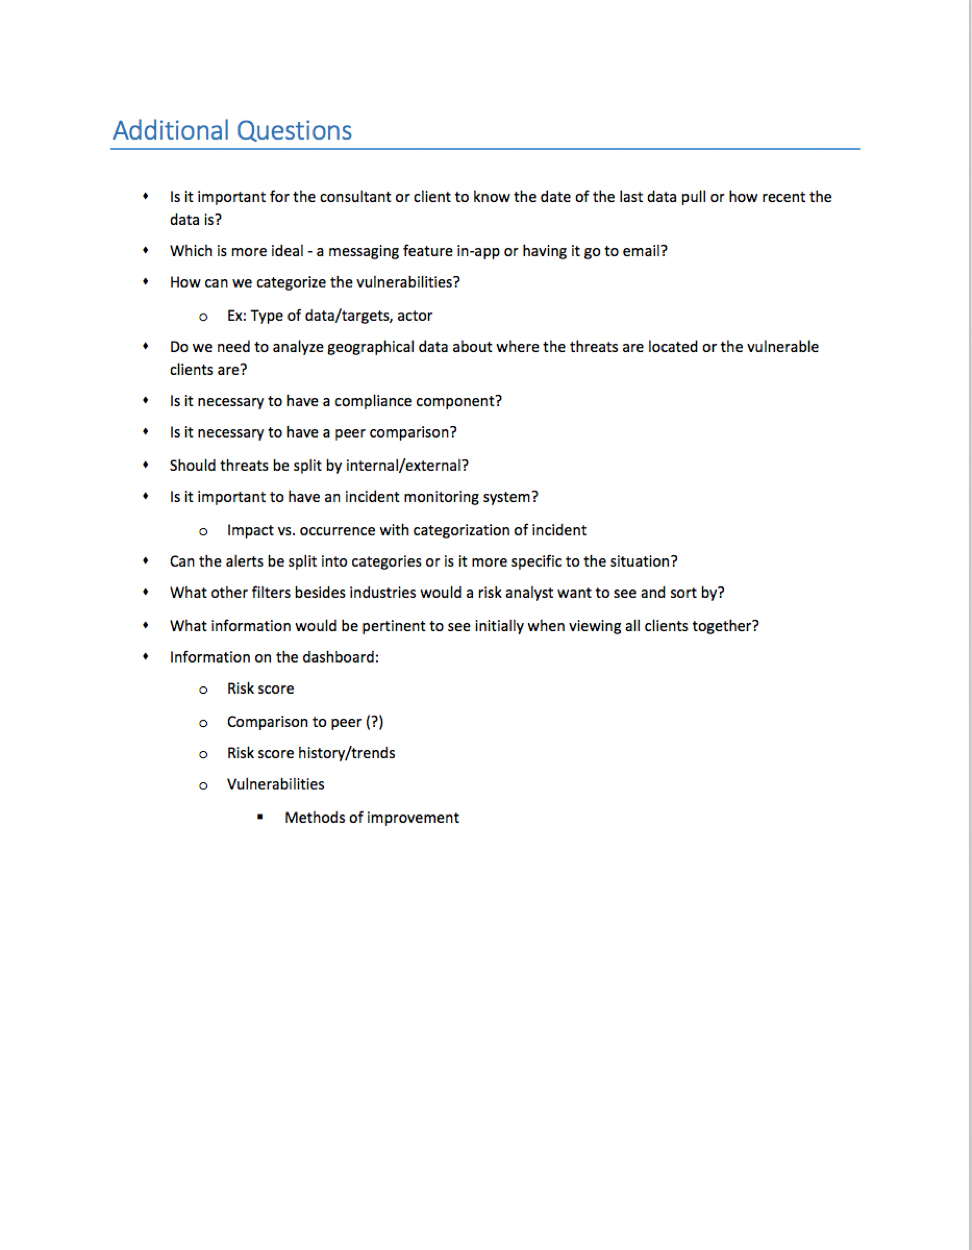 Additional Questions
Is it important for the consultant or client to know the date of the last data pull or how recent the
data is?
Which is more ideal - a messaging feature in-app or having it go to email?
How can we categorize the vulnerabilities?
Ex: Type of data/targets, actor
Do we need to analyze geographical data about where the threats are located or the vulnerable
clients are?
Is it necessary to have a compliance component?
Is it necessary to have a peer comparison?
Should threats be split by internal/external?
Is it important to have an incident monitoring system?
Impact vs. occurrence with categorization of incident
Can the alerts be split into categories or is it more specific to the situation?
What other filters besides industries would a risk analyst want to see and sort by?
What information would be pertinent to see initially when viewing all clients together?
Information on the dashboard:
Risk score
Comparison to peer (?)
Risk score history/trends
Vulnerabilities
Methods of improvement